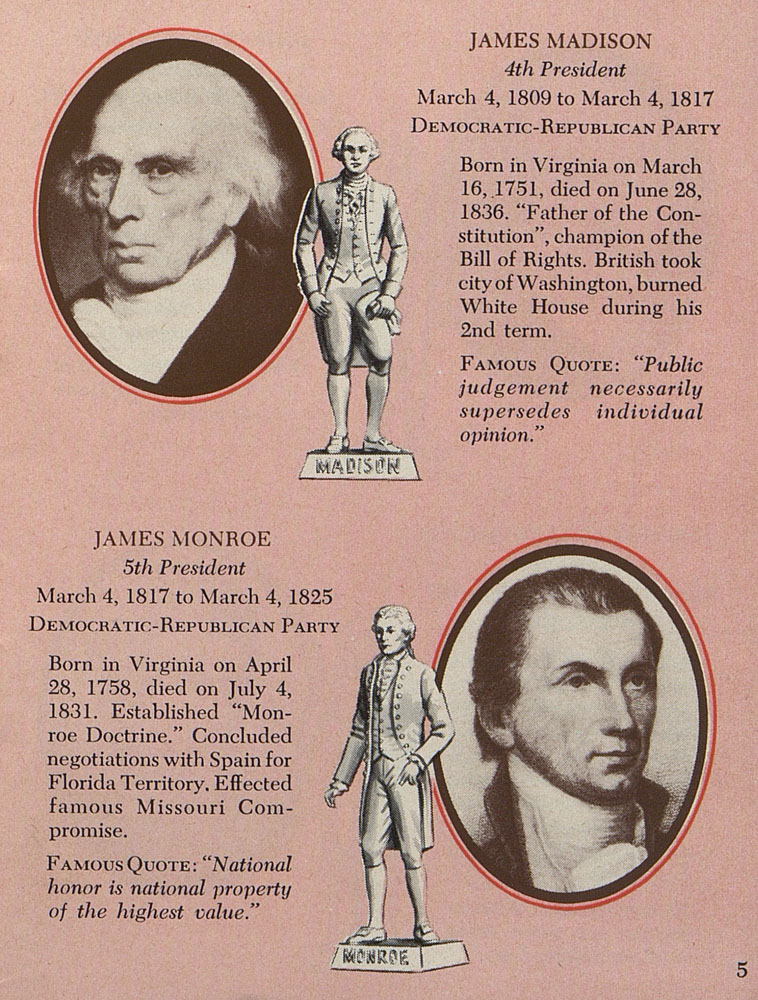 JAMES MADISON
4th President
March 4, 1809 to March 4, 1817
DEMOCRATIC-REPUBLICAN PARTY
Born in Virginia on March
16, 1751, died on June 28,
1836. “Father of the Con-
stitution”, champion of the
Bill of Rights. British took
city of Washington, burned
White House during his
2nd term.
FAMOUS QUOTE: “Public
judgement necessarily
supersedes individual
opinion.”
MADISON
JAMES MONROE
5th President
March 4, 1817 to March 4, 1825
DEMOCRATIC-REPUBLICAN PARTY
Born in Virginia on April
28, 1758, died on July 4,
1831. Established “Mon-
roe Doctrine.” Concluded
negotiations with Spain for
Florida Territory. Effected
famous Missouri Com-
promise.
FAMOUS QUOTE: “National
honor is national property
of the highest value.”
MONROE
5